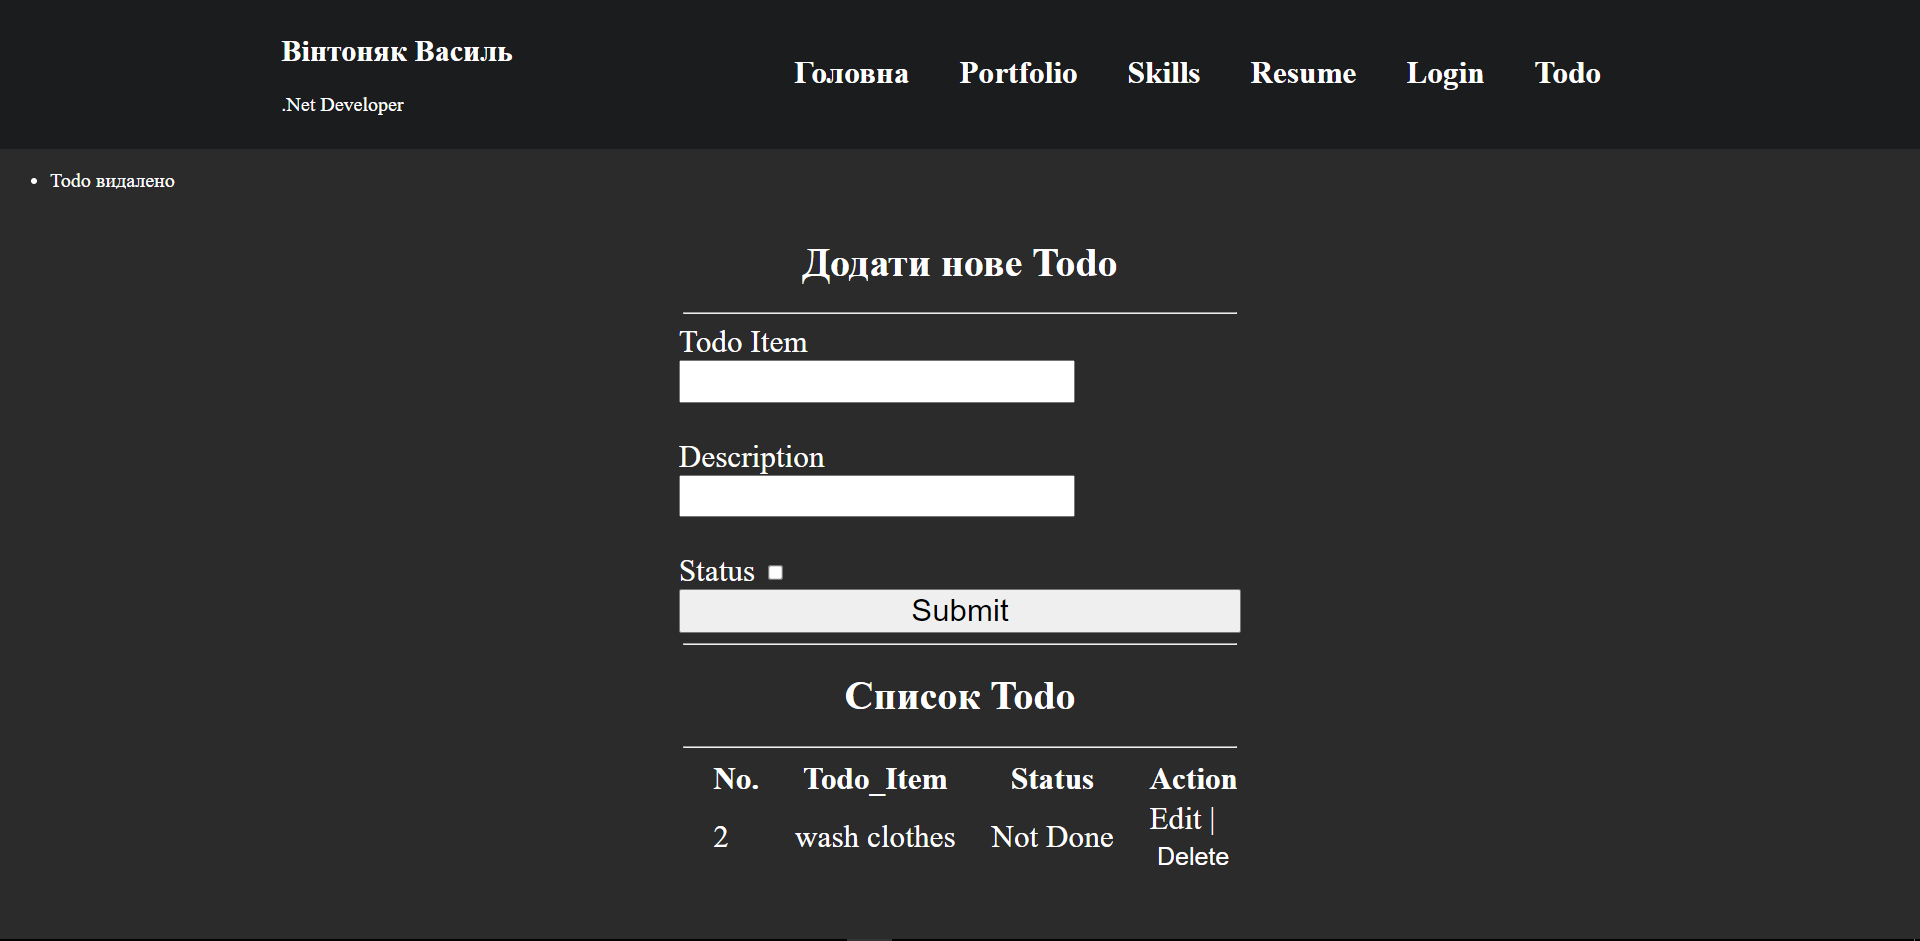 Вінтоняк Василь
.Net Developer
Головна Portfolio Skills Resume Login Todo
Todo видалено
Додати нове Todo
Todo Item
Description
Status
Submit
Список Todo
No. Todo_Item Status Action
2 wash clothes Not Done Edit |
Delete